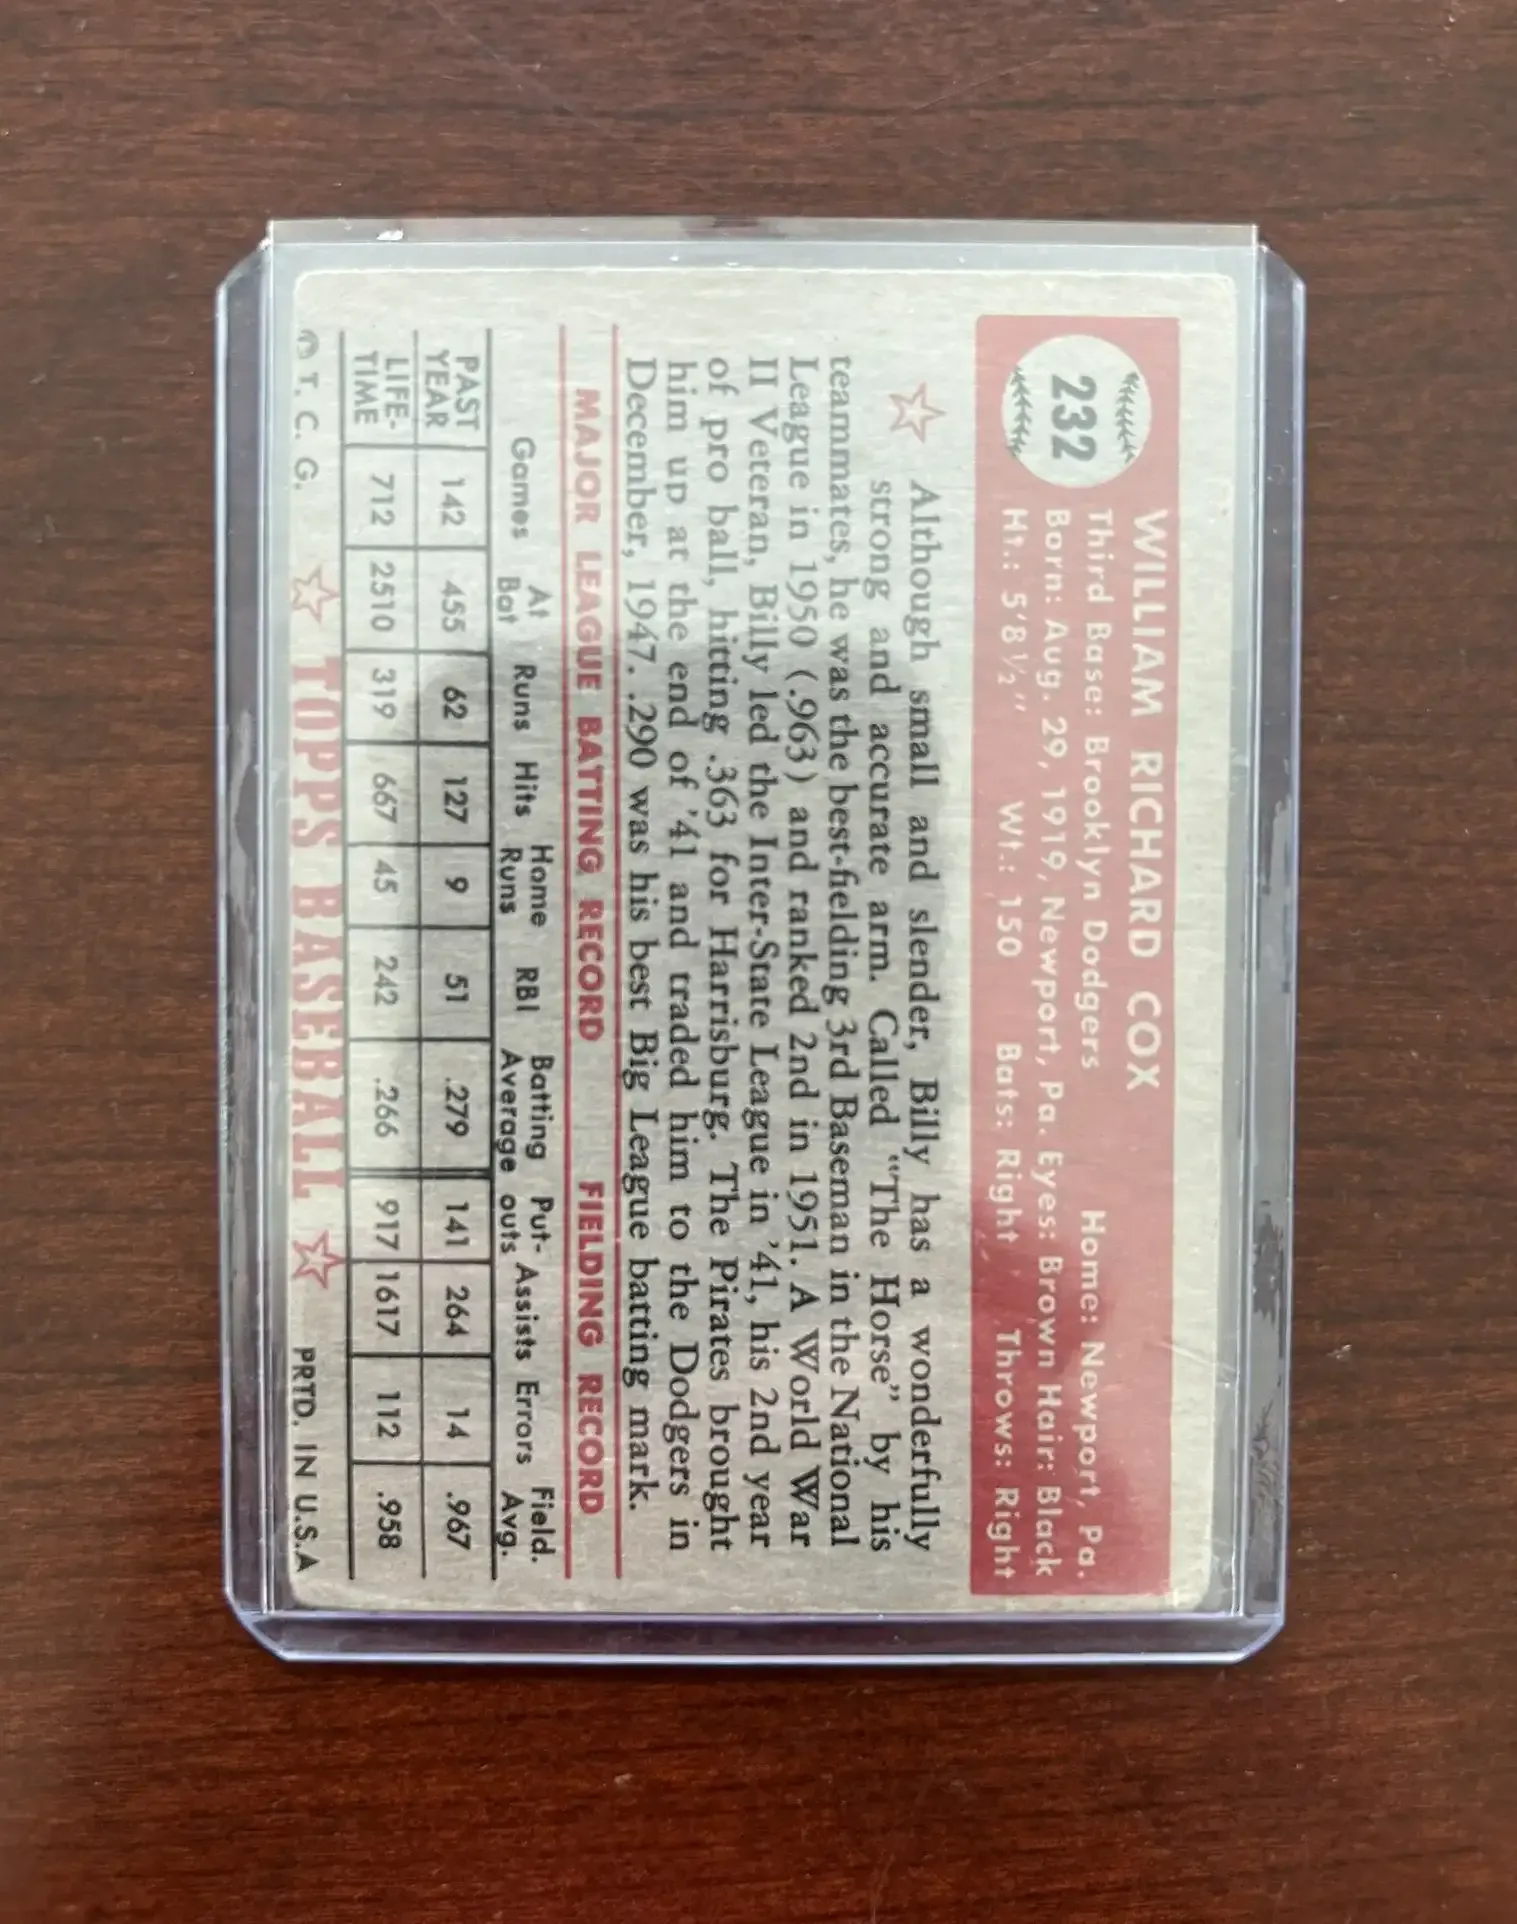 232
WILLIAM RICHARD COX
Third Base: Brooklyn Dodgers Home: Newport, Pa.
Born: Aug. 29, 1919, Newport, Pa. Eyes: Brown Hair: Black
Ht.: 5'8½" Wt.: 150 Bats: Right Throws: Right
Although small and slender, Billy has a wonderfully
strong and accurate arm. Called "The Horse" by his
teammates, he was the best-fielding 3rd Baseman in the National
League in 1950 (.963) and ranked 2nd in 1951. A World War
II Veteran, Billy led the Inter-State League in '41, his 2nd year
of pro ball, hitting .363 for Harrisburg. The Pirates brought
him up at the end of '41 and traded him to the Dodgers in
December, 1947. .290 was his best Big League batting mark.
MAJOR LEAGUE BATTING RECORD FIELDING RECORD
Games At Bat Runs Hits Home Runs RBI Batting Average Put-outs Assists Errors Field. Avg.
PAST YEAR 142 455 62 127 9 51 .279 141 264 14 .967
LIFE-TIME 712 2510 319 667 45 242 .266 917 1617 112 .958
© T. C. G. TOPPS BASEBALL PRTD. IN U.S.A